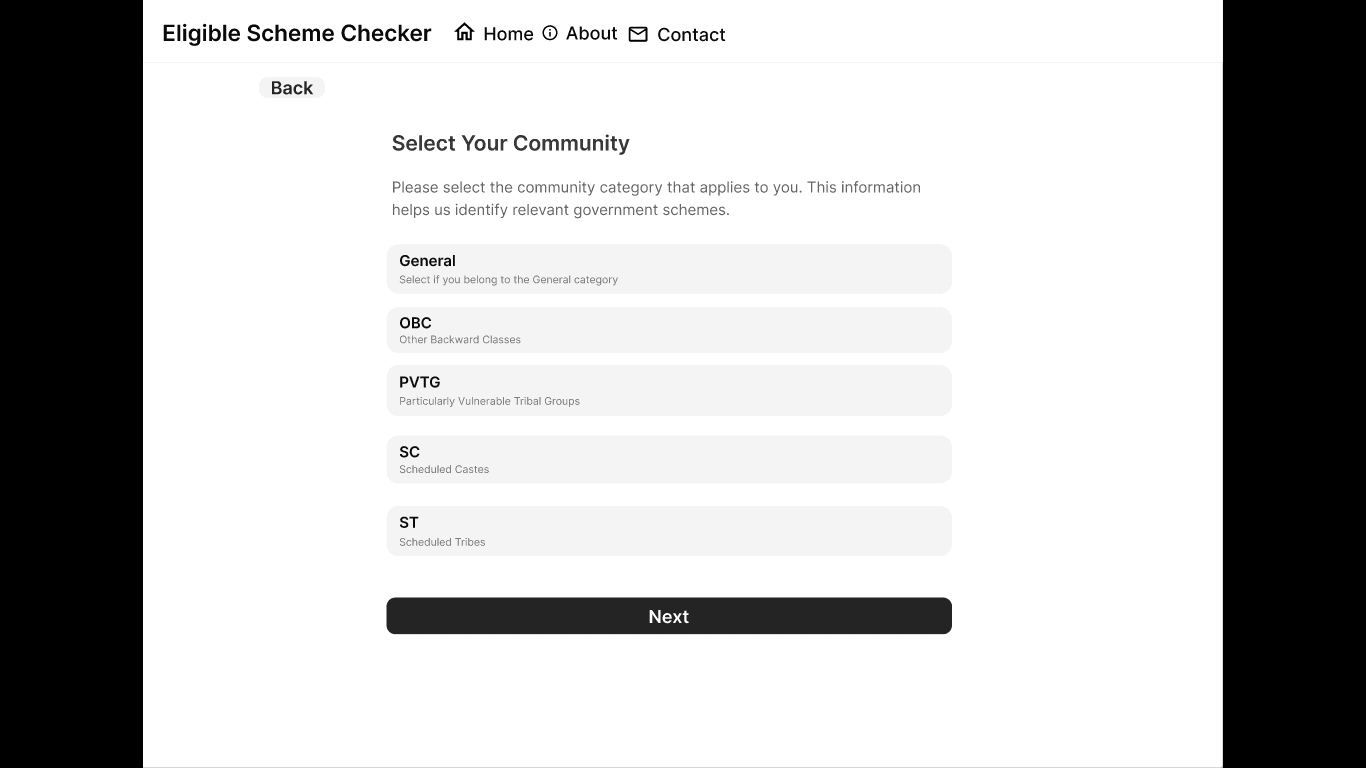 Eligible Scheme Checker Home About Contact
Back
Select Your Community
Please select the community category that applies to you. This information
helps us identify relevant government schemes.
General
Select if you belong to the General category
OBC
Other Backward Classes
PVTG
Particularly Vulnerable Tribal Groups
SC
Scheduled Castes
ST
Scheduled Tribes
Next